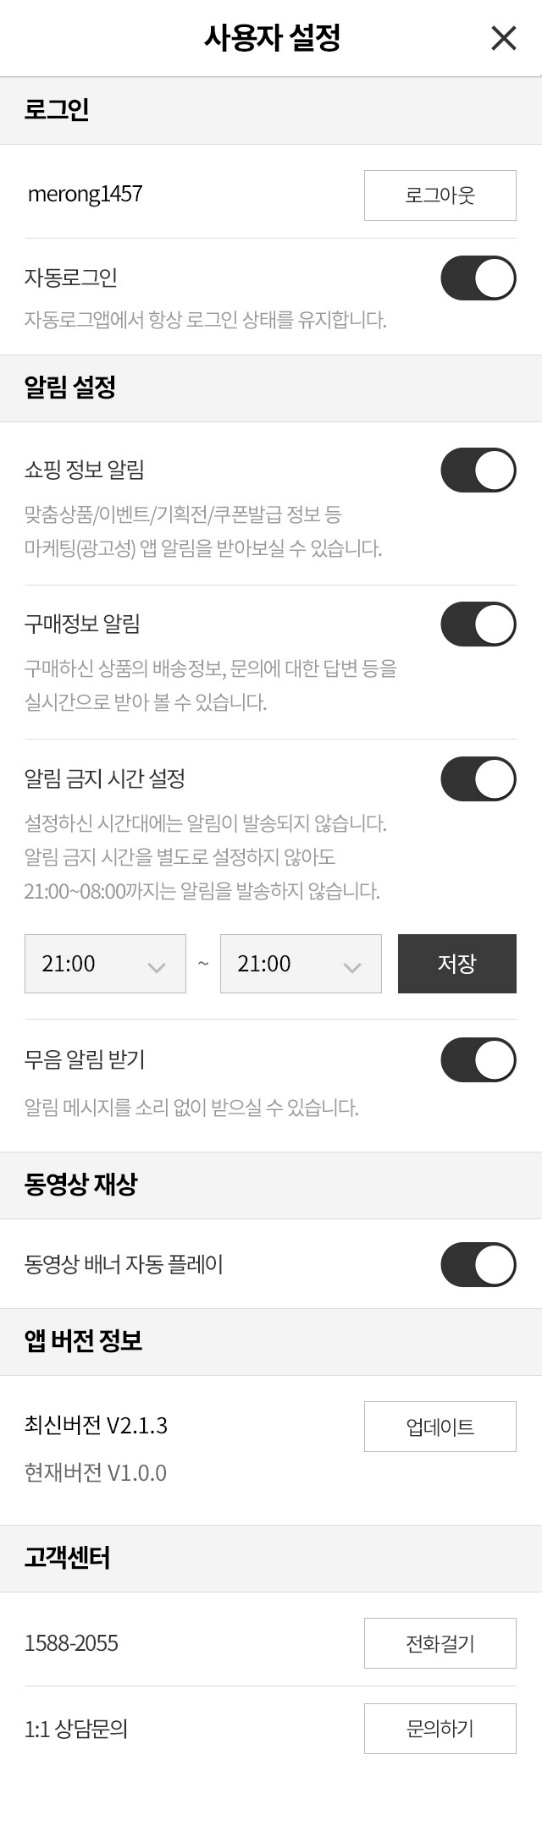 사용자 설정
로그인
merong1457
로그아웃
자동로그인
자동로그앱에서 항상 로그인 상태를 유지합니다.
알림 설정
쇼핑 정보 알림
맞춤상품/이벤트/기획전/쿠폰발급 정보 등
마케팅(광고성) 앱 알림을 받아보실 수 있습니다.
구매정보 알림
구매하신 상품의 배송정보, 문의에 대한 답변 등을
실시간으로 받아 볼 수 있습니다.
알림 금지 시간 설정
설정하신 시간대에는 알림이 발송되지 않습니다.
알림 금지 시간을 별도로 설정하지 않아도
21:00~08:00까지는 알림을 발송하지 않습니다.
21:00 ~ 21:00 저장
무음 알림 받기
알림 메시지를 소리 없이 받으실 수 있습니다.
동영상 재상
동영상 배너 자동 플레이
앱 버전 정보
최신버전 V2.1.3
업데이트
현재버전 V1.0.0
고객센터
1588-2055
전화걸기
1:1 상담문의
문의하기